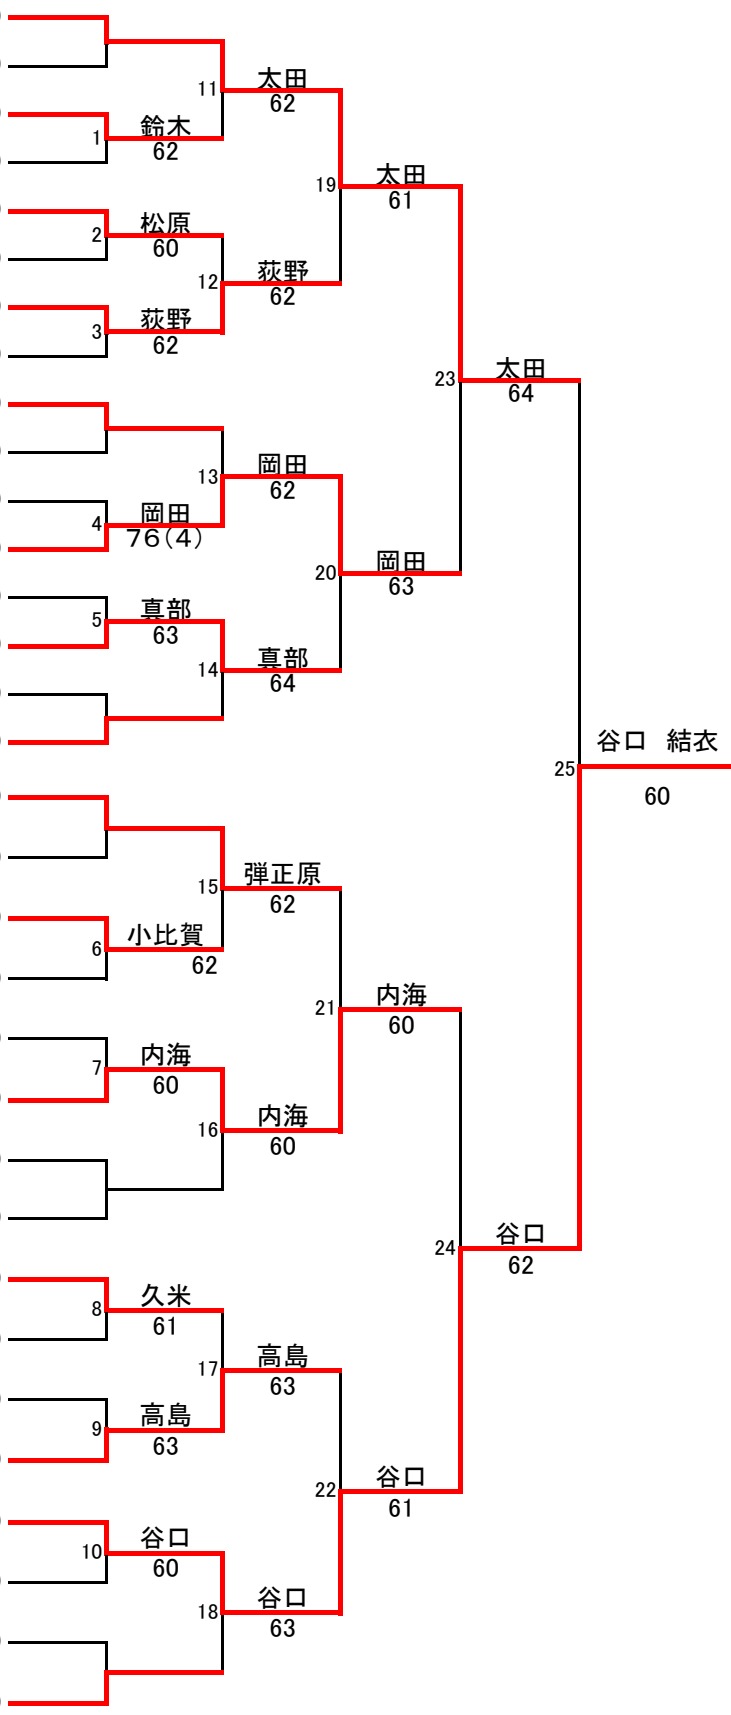 11
太田
62
1
鈴木
62
19
太田
61
2
松原
60
12
荻野
62
3
荻野
62
23
太田
64
13
岡田
62
4
岡田
76(4)
20
岡田
63
5
真部
63
14
真部
64
25
谷口 結衣
60
15
弾正原
62
6
小比賀
62
21
内海
60
7
内海
60
16
内海
60
24
谷口
62
8
久米
61
17
高島
63
9
高島
63
22
谷口
61
10
谷口
60
18
谷口
63